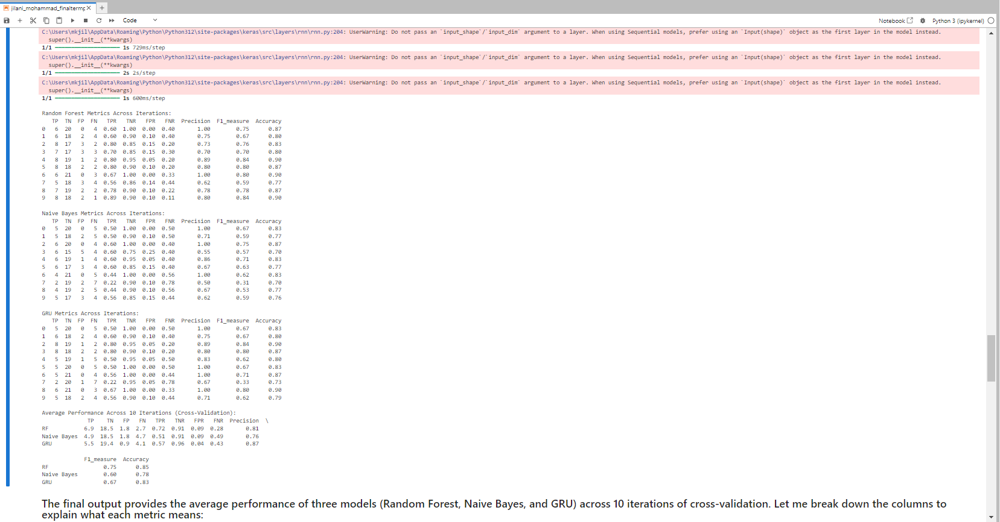 jilani_mohammad_finaltermp
Code
Notebook
Python 3 (ipykernel)
C:\Users\mkjil\AppData\Roaming\Python\Python312\site-packages\keras\src\layers\rnn\rnn.py:204: UserWarning: Do not pass an `input_shape`/`input_dim` argument to a layer. When using Sequential models, prefer using an `Input(shape)` object as the first layer in the model instead.
super().__init__(**kwargs)
1/1 ━━━━━━━━━━━━━━━━━━━━ 1s 729ms/step
C:\Users\mkjil\AppData\Roaming\Python\Python312\site-packages\keras\src\layers\rnn\rnn.py:204: UserWarning: Do not pass an `input_shape`/`input_dim` argument to a layer. When using Sequential models, prefer using an `Input(shape)` object as the first layer in the model instead.
super().__init__(**kwargs)
1/1 ━━━━━━━━━━━━━━━━━━━━ 2s 2s/step
C:\Users\mkjil\AppData\Roaming\Python\Python312\site-packages\keras\src\layers\rnn\rnn.py:204: UserWarning: Do not pass an `input_shape`/`input_dim` argument to a layer. When using Sequential models, prefer using an `Input(shape)` object as the first layer in the model instead.
super().__init__(**kwargs)
1/1 ━━━━━━━━━━━━━━━━━━━━ 1s 600ms/step
Random Forest Metrics Across Iterations:
TP TN FP FN TPR TNR FPR FNR Precision F1_measure Accuracy
0 6 20 0 4 0.60 1.00 0.00 0.40 1.00 0.75 0.87
1 6 18 2 4 0.60 0.90 0.10 0.40 0.75 0.67 0.80
2 8 17 3 2 0.80 0.85 0.15 0.20 0.73 0.76 0.83
3 7 17 3 3 0.70 0.85 0.15 0.30 0.70 0.70 0.80
4 8 19 1 2 0.80 0.95 0.05 0.20 0.89 0.84 0.90
5 8 18 2 2 0.80 0.90 0.10 0.20 0.80 0.80 0.87
6 6 21 0 3 0.67 1.00 0.00 0.33 1.00 0.80 0.90
7 5 18 3 4 0.56 0.86 0.14 0.44 0.62 0.59 0.77
8 7 19 2 2 0.78 0.90 0.10 0.22 0.78 0.78 0.87
9 8 18 2 1 0.89 0.90 0.10 0.11 0.80 0.84 0.90
Naive Bayes Metrics Across Iterations:
TP TN FP FN TPR TNR FPR FNR Precision F1_measure Accuracy
0 5 20 0 5 0.50 1.00 0.00 0.50 1.00 0.67 0.83
1 5 18 2 5 0.50 0.90 0.10 0.50 0.71 0.59 0.77
2 6 20 0 4 0.60 1.00 0.00 0.40 1.00 0.75 0.87
3 6 15 5 4 0.60 0.75 0.25 0.40 0.55 0.57 0.70
4 6 19 1 4 0.60 0.95 0.05 0.40 0.86 0.71 0.83
5 6 17 3 4 0.60 0.85 0.15 0.40 0.67 0.63 0.77
6 4 21 0 5 0.44 1.00 0.00 0.56 1.00 0.62 0.83
7 2 19 2 7 0.22 0.90 0.10 0.78 0.50 0.31 0.70
8 4 19 2 5 0.44 0.90 0.10 0.56 0.67 0.53 0.77
9 5 17 3 4 0.56 0.85 0.15 0.44 0.62 0.59 0.76
GRU Metrics Across Iterations:
TP TN FP FN TPR TNR FPR FNR Precision F1_measure Accuracy
0 5 20 0 5 0.50 1.00 0.00 0.50 1.00 0.67 0.83
1 6 18 2 4 0.60 0.90 0.10 0.40 0.75 0.67 0.80
2 8 19 1 2 0.80 0.95 0.05 0.20 0.89 0.84 0.90
3 8 18 2 2 0.80 0.90 0.10 0.20 0.80 0.80 0.87
4 5 19 1 5 0.50 0.95 0.05 0.50 0.83 0.62 0.80
5 5 20 0 5 0.50 1.00 0.00 0.50 1.00 0.67 0.83
6 5 21 0 4 0.56 1.00 0.00 0.44 1.00 0.71 0.87
7 2 20 1 7 0.22 0.95 0.05 0.78 0.67 0.33 0.73
8 6 21 0 3 0.67 1.00 0.00 0.33 1.00 0.80 0.90
9 5 18 2 4 0.56 0.90 0.10 0.44 0.71 0.62 0.79
Average Performance Across 10 Iterations (Cross-Validation):
TP TN FP FN TPR TNR FPR FNR Precision \
RF 6.9 18.5 1.8 2.7 0.72 0.91 0.09 0.28 0.81
Naive Bayes 4.9 18.5 1.8 4.7 0.51 0.91 0.09 0.49 0.76
GRU 5.5 19.4 0.9 4.1 0.57 0.96 0.04 0.43 0.87
F1_measure Accuracy
RF 0.75 0.85
Naive Bayes 0.60 0.78
GRU 0.67 0.83
The final output provides the average performance of three models (Random Forest, Naive Bayes, and GRU) across 10 iterations of cross-validation. Let me break down the columns to
explain what each metric means: